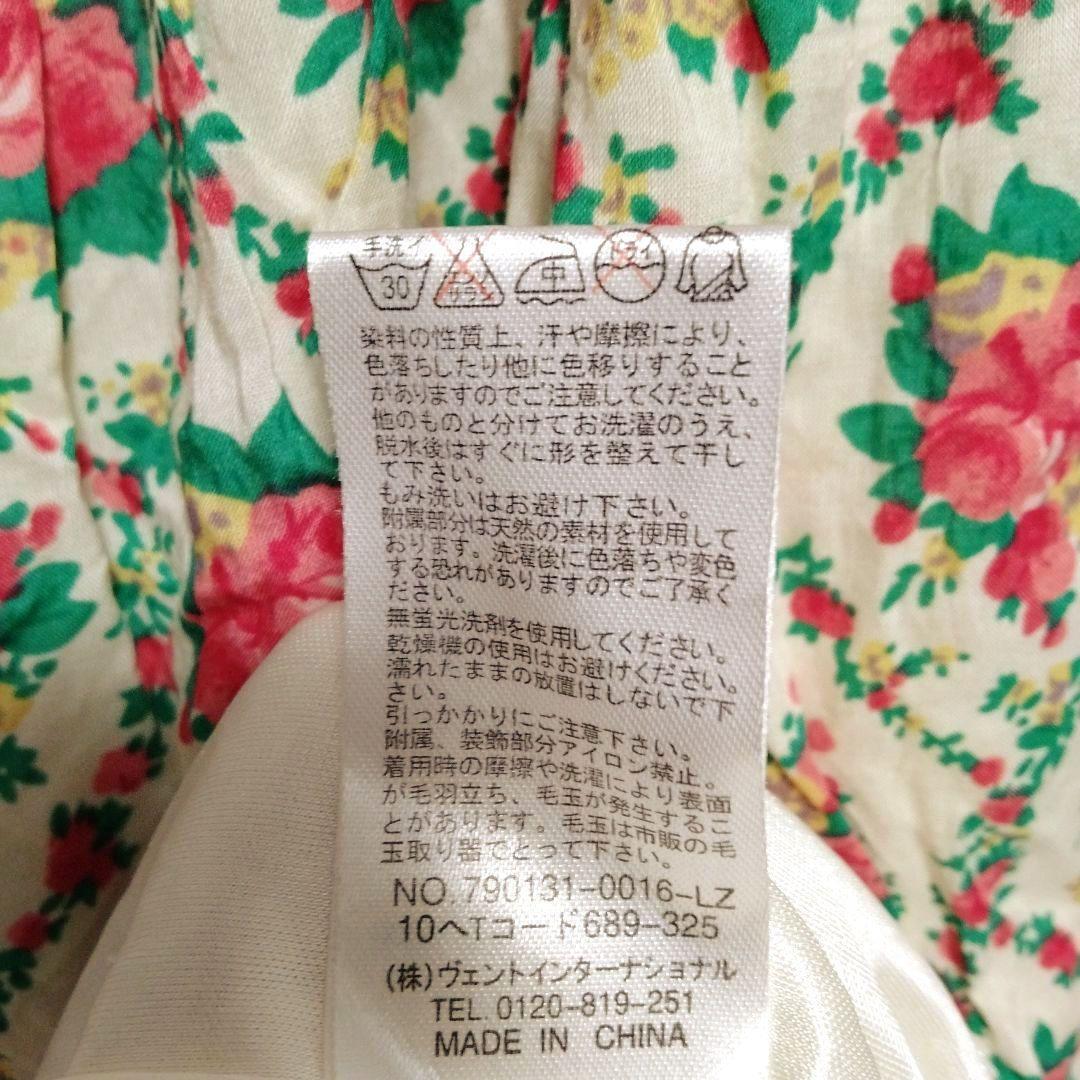 手洗イ
30
エンソ
サラシ
中
ドライ
染料の性質上、汗や摩擦により、
色落ちしたり他に色移りすること
がありますのでご注意してください。
他のものと分けてお洗濯のうえ、
脱水後はすぐに形を整えて干し
て下さい。
もみ洗いはお避け下さい。
附属部分は天然の素材を使用して
おります。洗濯後に色落ちや変色
する恐れがありますのでご了承く
ださい。
無蛍光洗剤を使用してください。
乾燥機の使用はお避けください。
濡れたままの放置はしないで下
さい。
引っかかりにご注意下さい。
附属、装飾部分アイロン禁止。
着用時の摩擦や洗濯により表面
が毛羽立ち、毛玉が発生するこ
とがあります。毛玉は市販の毛
玉取り器でとって下さい。
NO.790131-0016-LZ
10ヘTコード689-325
(株)ヴェントインターナショナル
TEL.0120-819-251
MADE IN CHINA